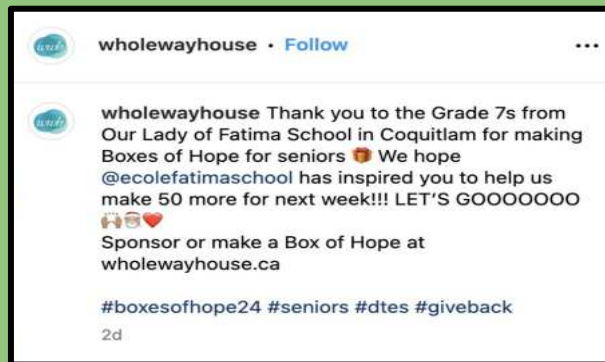 wwh
wholewayhouse • Follow
...
wwh
wholewayhouse Thank you to the Grade 7s from
Our Lady of Fatima School in Coquitlam for making
Boxes of Hope for seniors 🎁 We hope
@ecolefatimaschool has inspired you to help us
make 50 more for next week!!! LET'S GOOOOOOO
🙌🏽🎅🏽❤️
Sponsor or make a Box of Hope at
wholewayhouse.ca
#boxesofhope24 #seniors #dtes #giveback
2d